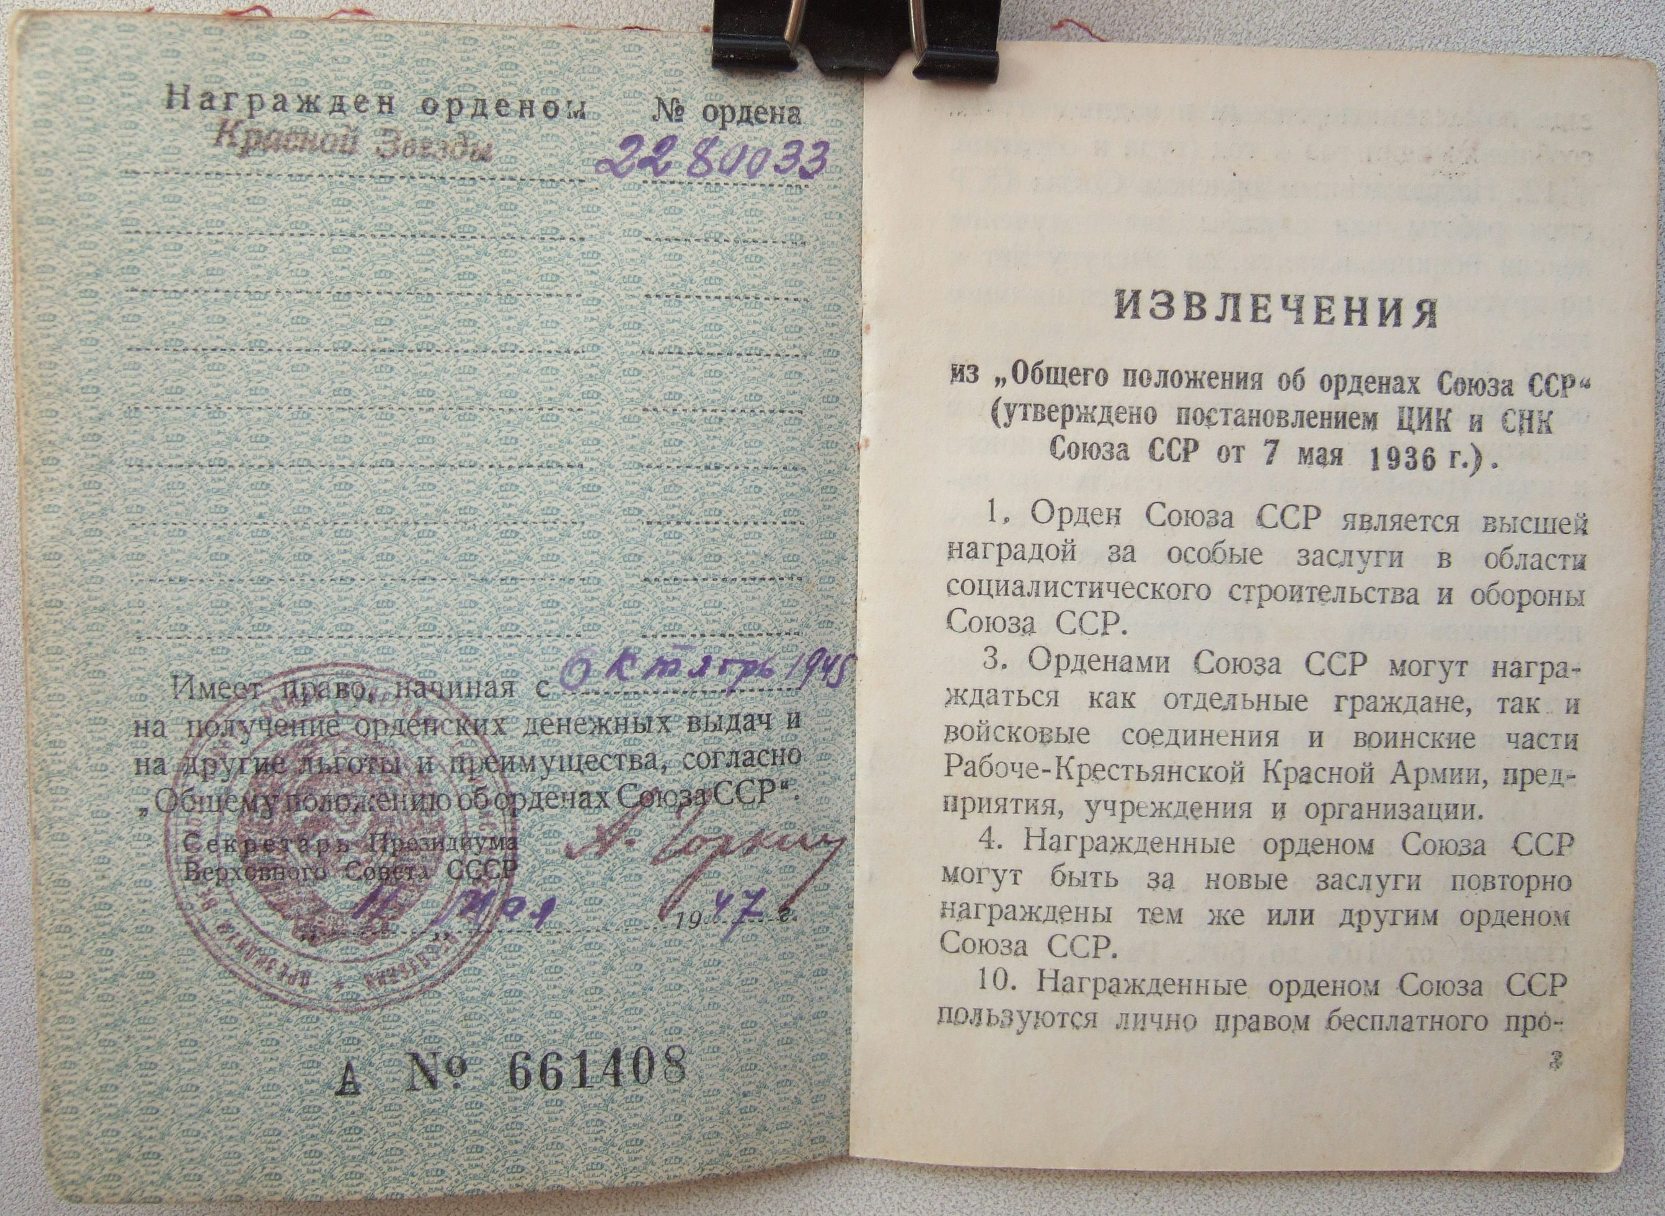 Награжден орденом № ордена
Красной Звезды 2280033
Имеет право, начиная с Октябрь 1945
на получение орденских денежных выдач и
на другие льготы и преимущества, согласно
„Общему положению об орденах Союза ССР“.
Секретарь Президиума
Верховного Совета СССР
А. Горкин
мая 1947 г.
А № 661408
ИЗВЛЕЧЕНИЯ
из „Общего положения об орденах Союза ССР“
(утверждено постановлением ЦИК и СНК
Союза ССР от 7 мая 1936 г.).
1. Орден Союза ССР является высшей
наградой за особые заслуги в области
социалистического строительства и обороны
Союза ССР.
3. Орденами Союза ССР могут награ-
ждаться как отдельные граждане, так и
войсковые соединения и воинские части
Рабоче-Крестьянской Красной Армии, пред-
приятия, учреждения и организации.
4. Награжденные орденом Союза ССР
могут быть за новые заслуги повторно
награждены тем же или другим орденом
Союза ССР.
10. Награжденные орденом Союза ССР
пользуются лично правом бесплатного про-
3